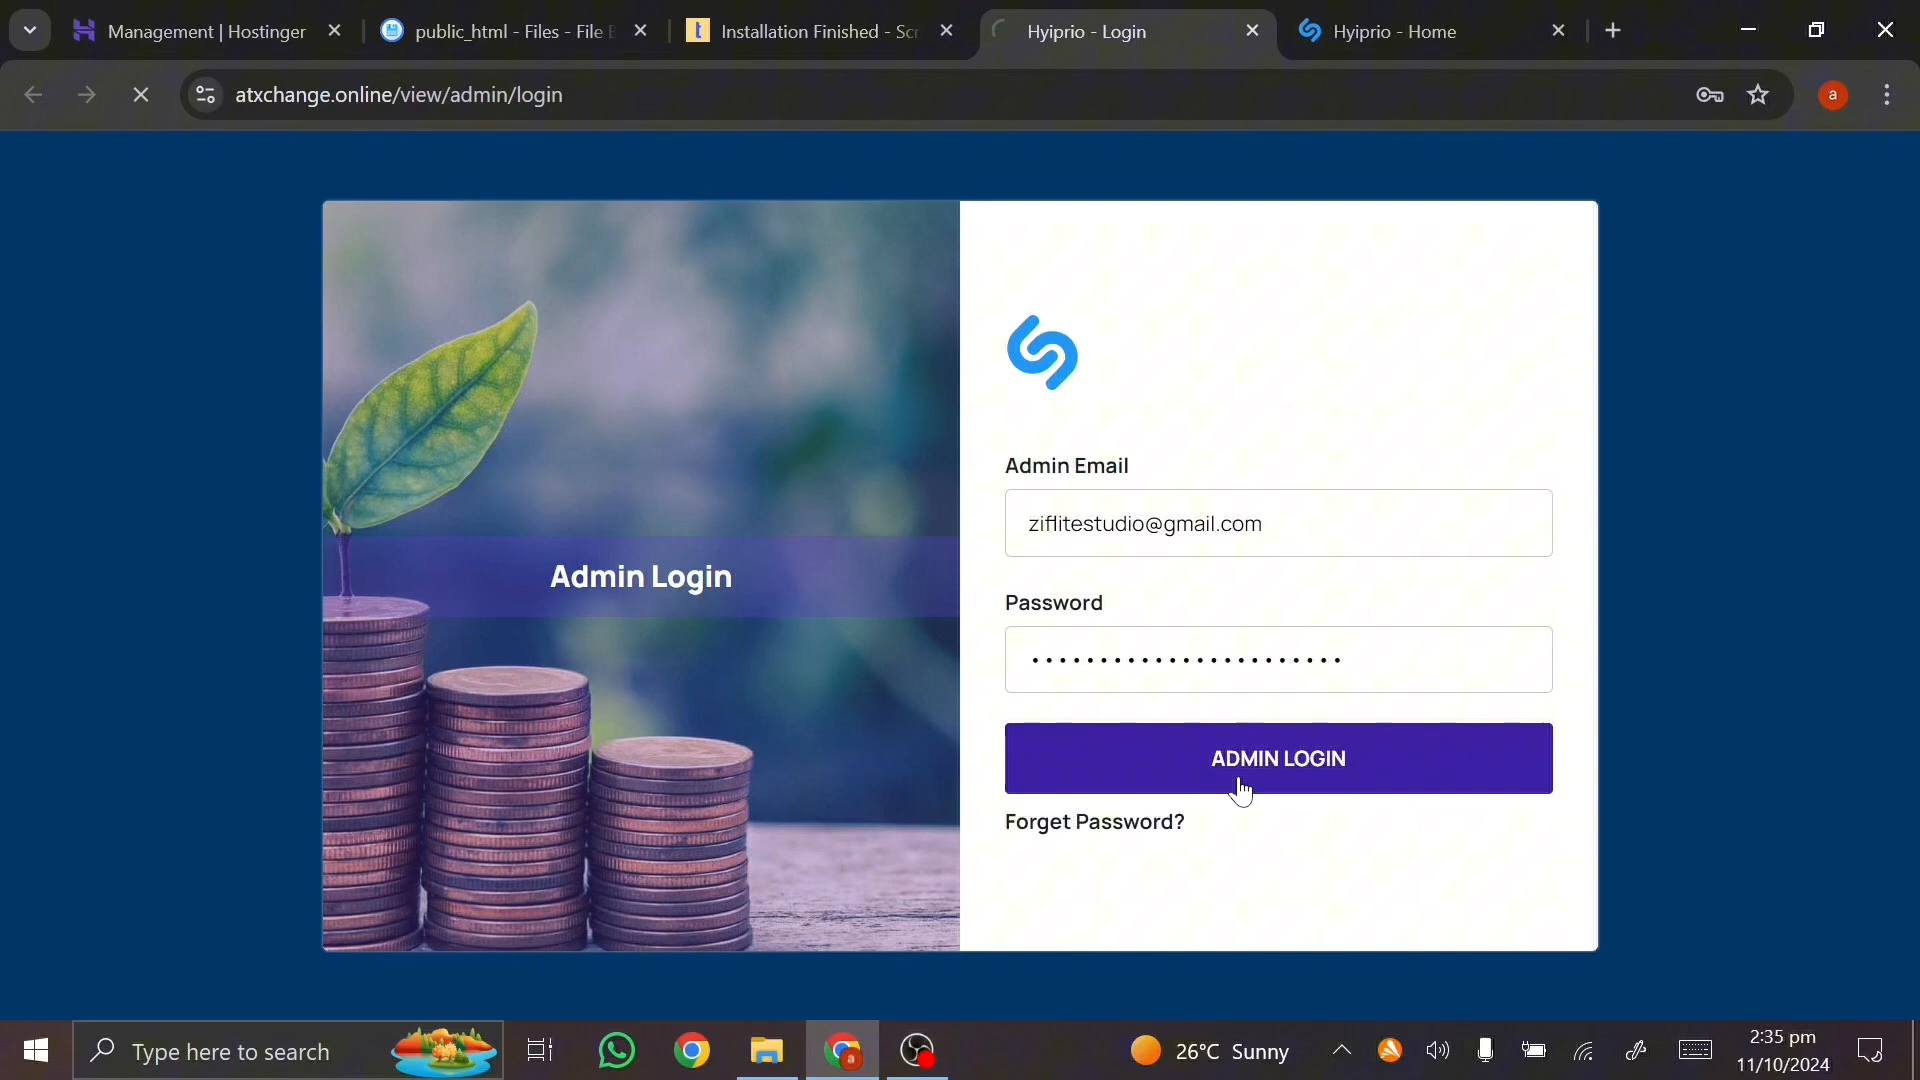 Management | Hostinger
public_html - Files - File
Installation Finished - Scr
Hyiprio - Login
Hyiprio - Home
atxchange.online/view/admin/login
a
Admin Login
Admin Email
ziflitestudio@gmail.com
Password
ADMIN LOGIN
Forget Password?
Type here to search
a
26°C Sunny
2:35 pm
11/10/2024